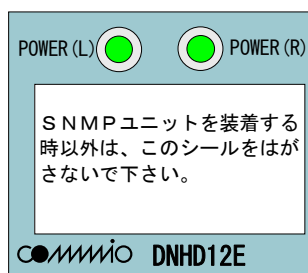 POWER(L)
POWER(R)
SNMPユニットを装着する
時以外は、このシールをはが
さないで下さい。
commio DNHD12E